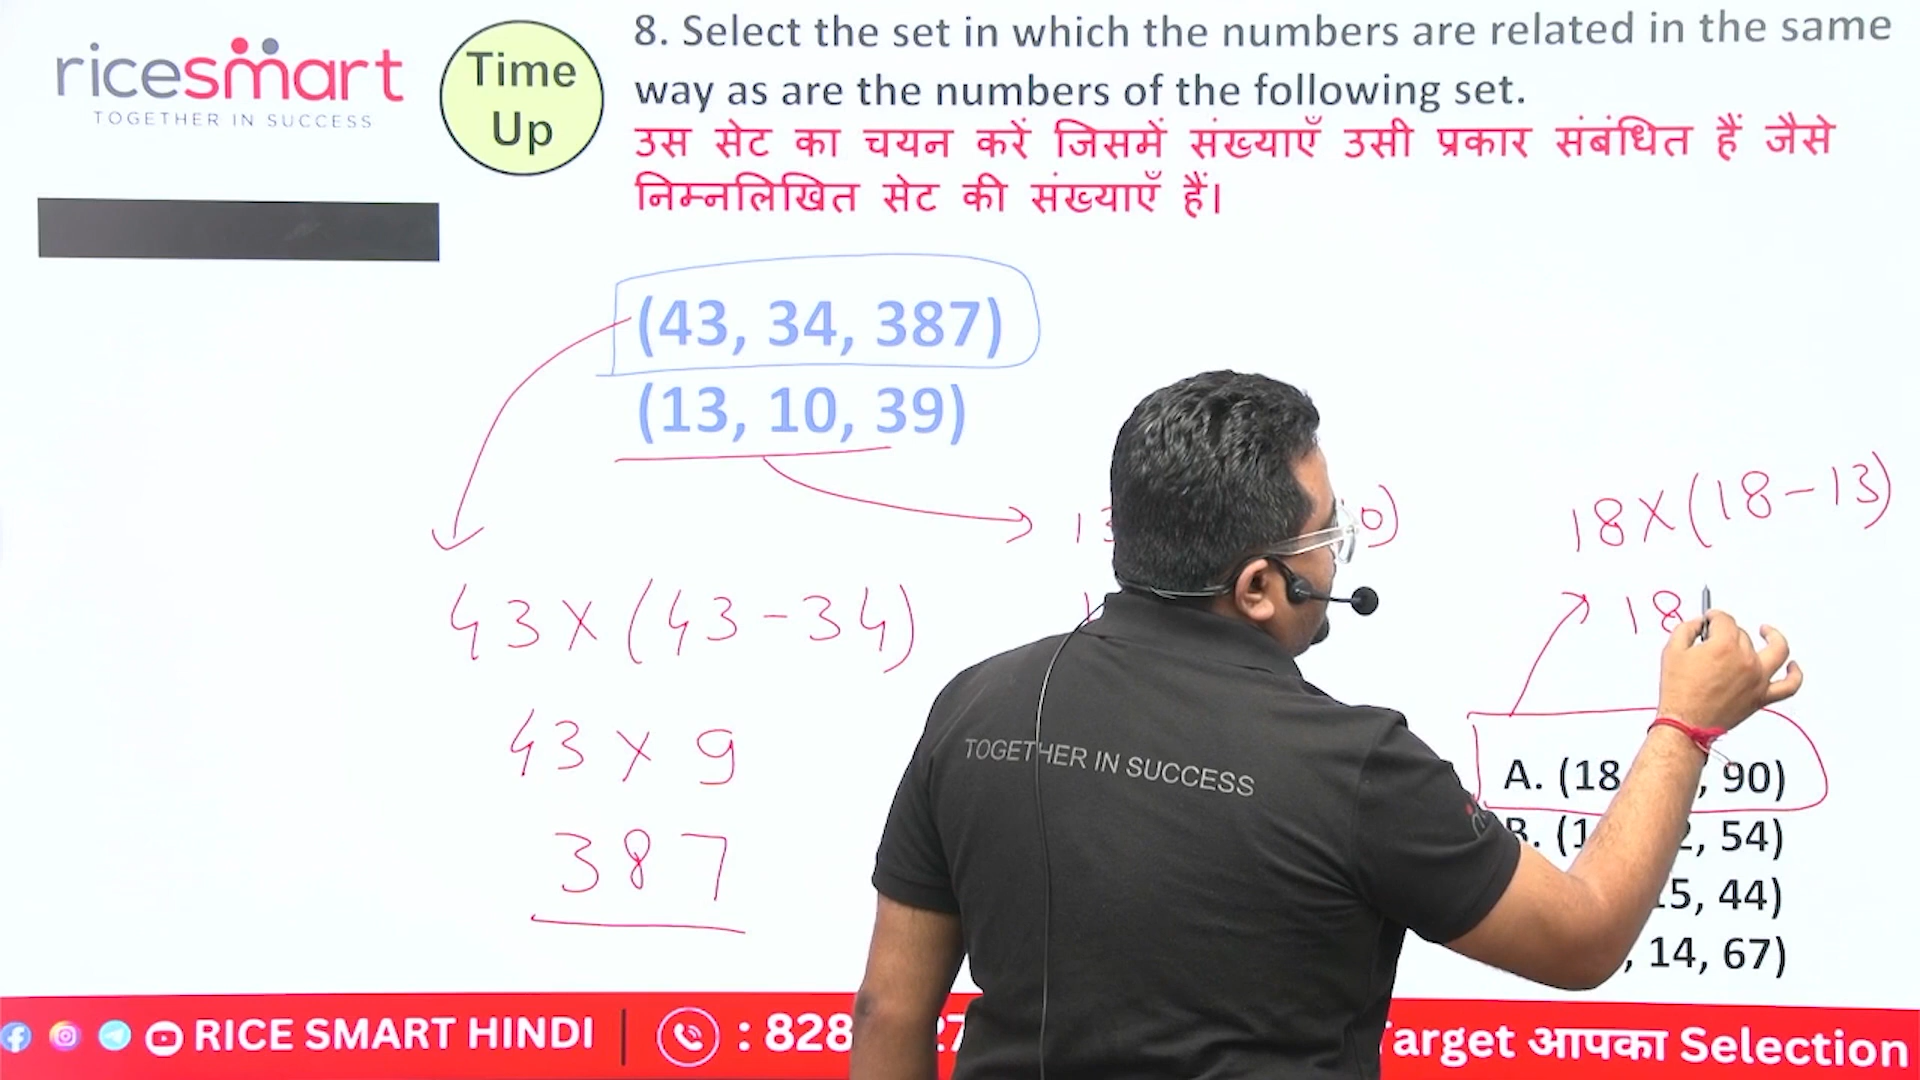 ricesmart
TOGETHER IN SUCCESS
Time
Up
8. Select the set in which the numbers are related in the same
way as are the numbers of the following set.
उस सेट का चयन करें जिसमें संख्याएँ उसी प्रकार संबंधित हैं जैसे
निम्नलिखित सेट की संख्याएँ हैं।
(43, 34, 387)
(13, 10, 39)
18×(18-13)
43×(43-34)
18
43×9
387
TOGETHER IN SUCCESS
A. (18, 90)
B. 54)
15, 44)
, 14, 67)
RICE SMART HINDI | : 828
Target आपका Selection